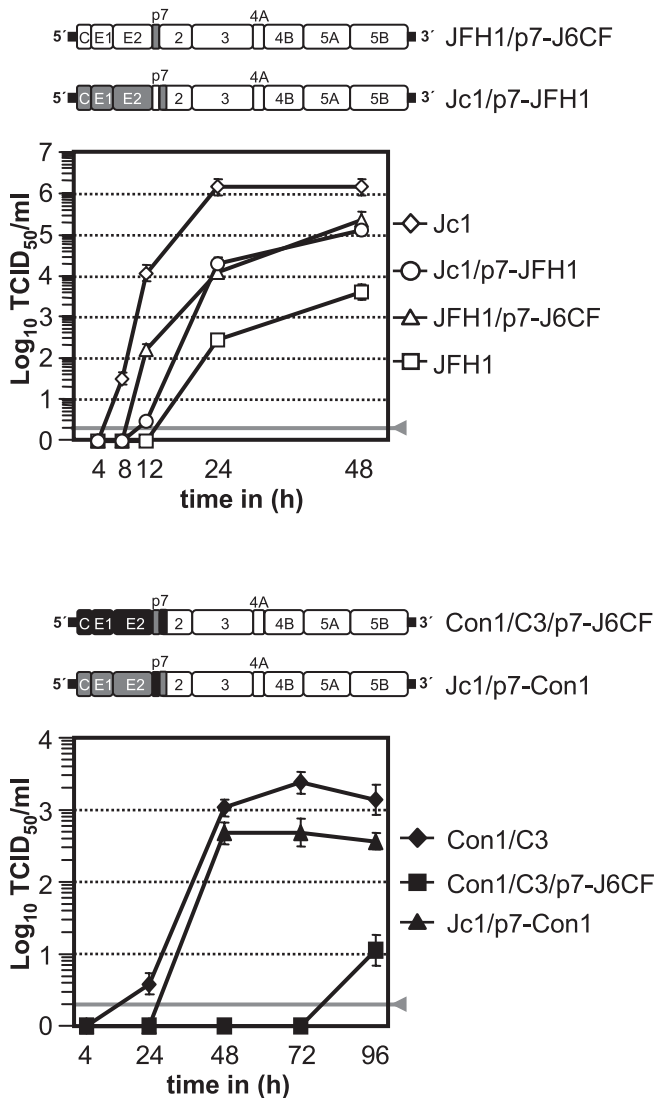 p7 4A
5´ C E1 E2 2 3 4B 5A 5B 3´ JFH1/p7-J6CF
p7 4A
5´ C E1 E2 2 3 4B 5A 5B 3´ Jc1/p7-JFH1
7
6
5
4
3
2
1
0
Log10 TCID50/ml
4 8 12 24 48
time in (h)
Jc1
Jc1/p7-JFH1
JFH1/p7-J6CF
JFH1
p7 4A
5´ C E1 E2 2 3 4B 5A 5B 3´ Con1/C3/p7-J6CF
p7 4A
5´ C E1 E2 2 3 4B 5A 5B 3´ Jc1/p7-Con1
4
3
2
1
0
Log10 TCID50/ml
4 24 48 72 96
time in (h)
Con1/C3
Con1/C3/p7-J6CF
Jc1/p7-Con1